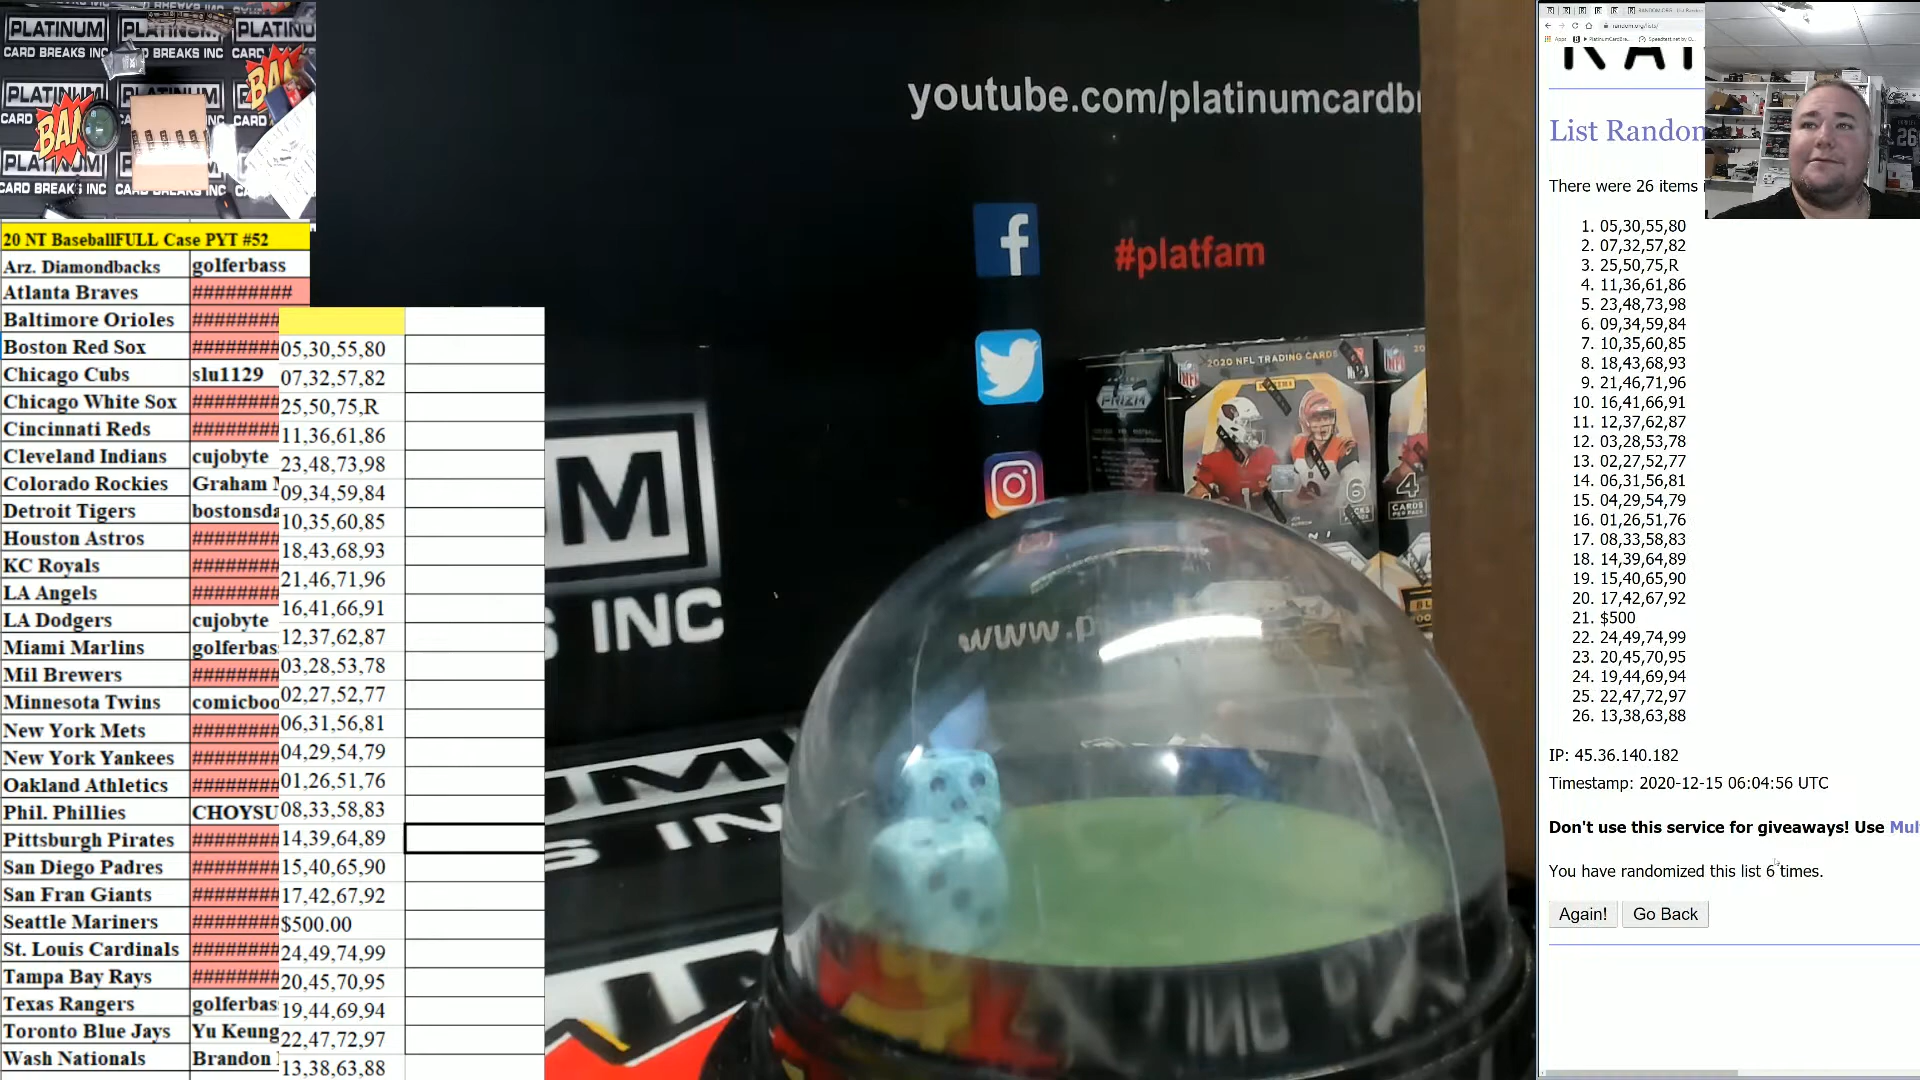 PLATINUM
CARD BREAKS INC
20 NT BaseballFULL Case PYT #52
Arz. Diamondbacks golferbass
Atlanta Braves #########
Baltimore Orioles ########
Boston Red Sox ########
Chicago Cubs slu1129
Chicago White Sox ########
Cincinnati Reds ########
Cleveland Indians cujobyte
Colorado Rockies Graham
Detroit Tigers bostonsda
Houston Astros ########
KC Royals ########
LA Angels ########
LA Dodgers cujobyte
Miami Marlins golferbas
Mil Brewers ########
Minnesota Twins comicboo
New York Mets ########
New York Yankees ########
Oakland Athletics ########
Phil. Phillies CHOYSU
Pittsburgh Pirates ########
San Diego Padres ########
San Fran Giants ########
Seattle Mariners ########
St. Louis Cardinals ########
Tampa Bay Rays ########
Texas Rangers golferbas
Toronto Blue Jays Yu Keung
Wash Nationals Brandon
05,30,55,80
07,32,57,82
25,50,75,R
11,36,61,86
23,48,73,98
09,34,59,84
10,35,60,85
18,43,68,93
21,46,71,96
16,41,66,91
12,37,62,87
03,28,53,78
02,27,52,77
06,31,56,81
04,29,54,79
01,26,51,76
08,33,58,83
14,39,64,89
15,40,65,90
17,42,67,92
$500.00
24,49,74,99
20,45,70,95
19,44,69,94
22,47,72,97
13,38,63,88
youtube.com/platinumcardb
#platfam
2020 NFL TRADING CARDS
PRIZM
INC
www.p
List Random
There were 26 items
1. 05,30,55,80
2. 07,32,57,82
3. 25,50,75,R
4. 11,36,61,86
5. 23,48,73,98
6. 09,34,59,84
7. 10,35,60,85
8. 18,43,68,93
9. 21,46,71,96
10. 16,41,66,91
11. 12,37,62,87
12. 03,28,53,78
13. 02,27,52,77
14. 06,31,56,81
15. 04,29,54,79
16. 01,26,51,76
17. 08,33,58,83
18. 14,39,64,89
19. 15,40,65,90
20. 17,42,67,92
21. $500
22. 24,49,74,99
23. 20,45,70,95
24. 19,44,69,94
25. 22,47,72,97
26. 13,38,63,88
IP: 45.36.140.182
Timestamp: 2020-12-15 06:04:56 UTC
Don't use this service for giveaways! Use Mul
You have randomized this list 6 times.
Again! Go Back